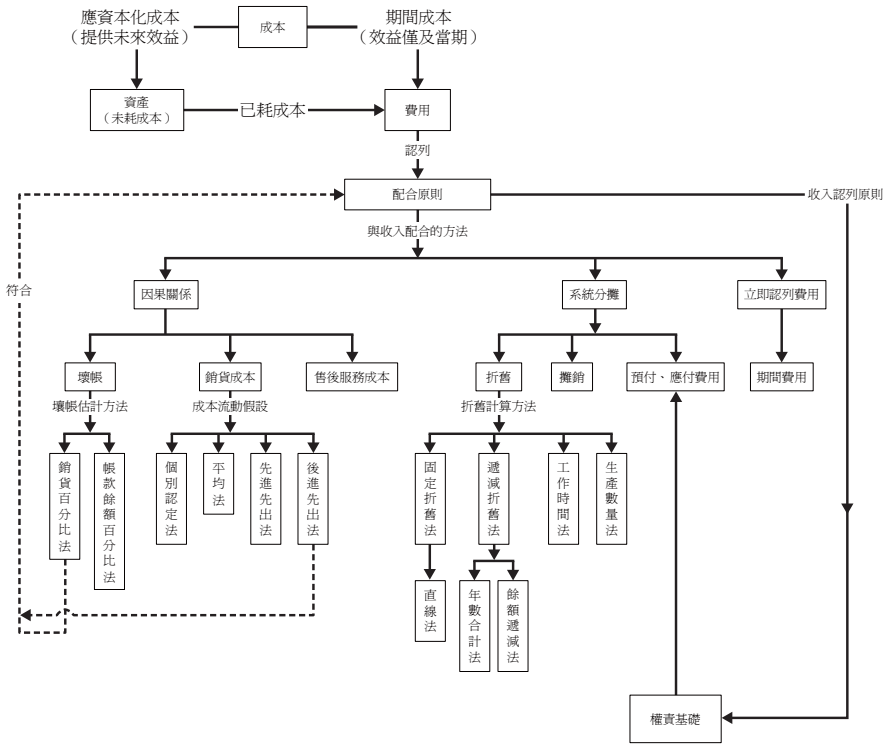 應資本化成本
（提供未來效益）
成本
期間成本
（效益僅及當期）
資產
（未耗成本）
已耗成本
費用
認列
配合原則
收入認列原則
與收入配合的方法
符合
因果關係
系統分攤
立即認列費用
壞帳
銷貨成本
售後服務成本
折舊
攤銷
預付、應付費用
期間費用
壞帳估計方法
成本流動假設
折舊計算方法
銷貨百分比法
帳款餘額百分比法
個別認定法
平均法
先進先出法
後進先出法
固定折舊法
遞減折舊法
工作時間法
生產數量法
直線法
年數合計法
餘額遞減法
權責基礎